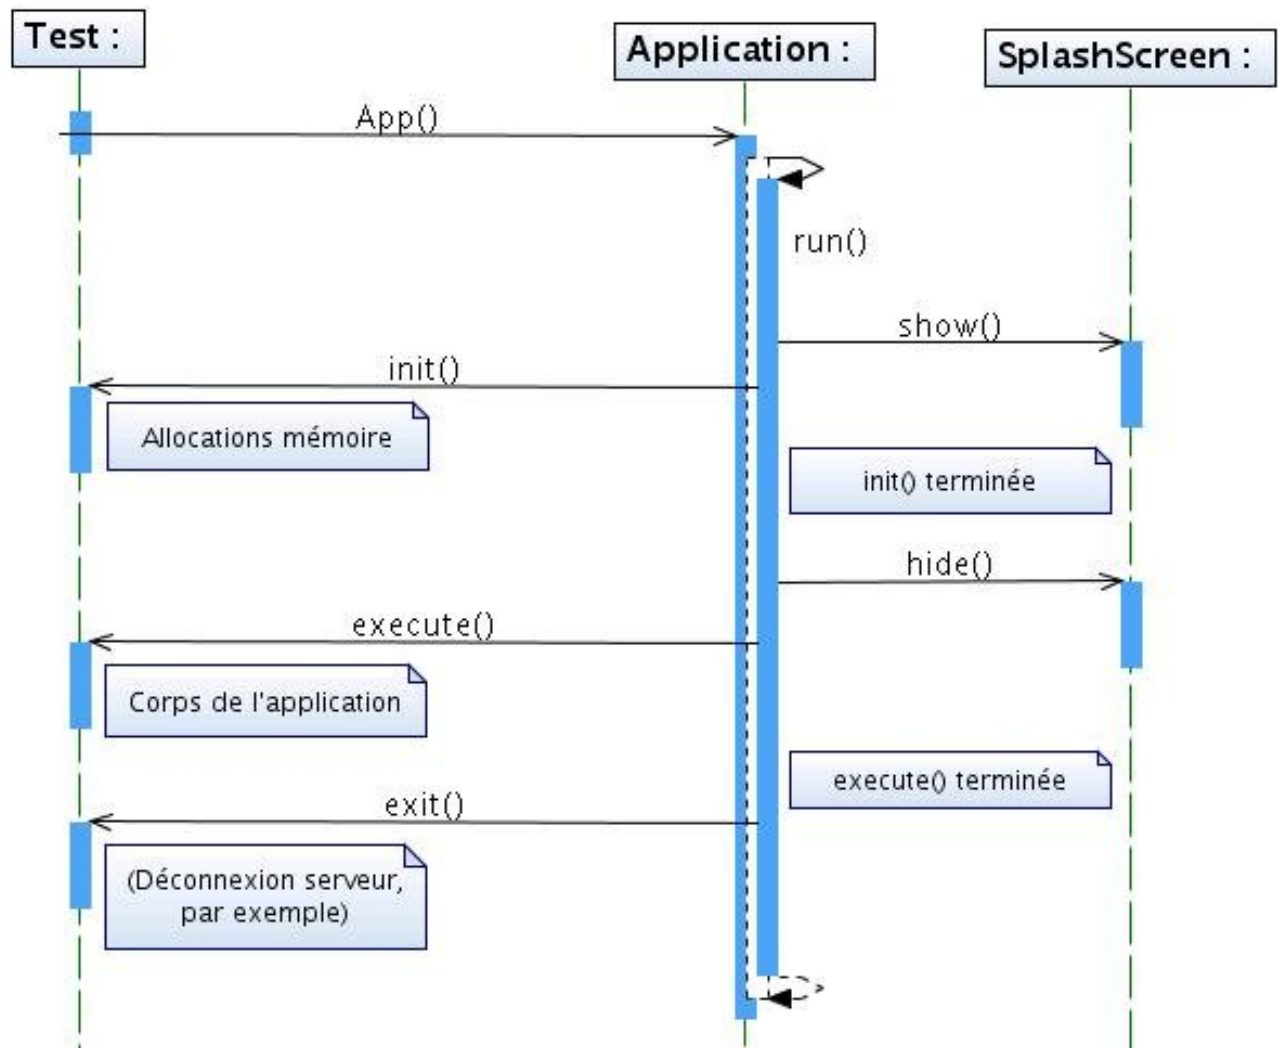 Test :
Application :
SplashScreen :
App()
run()
show()
init()
Allocations mémoire
init() terminée
hide()
execute()
Corps de l'application
execute() terminée
exit()
(Déconnexion serveur,
par exemple)